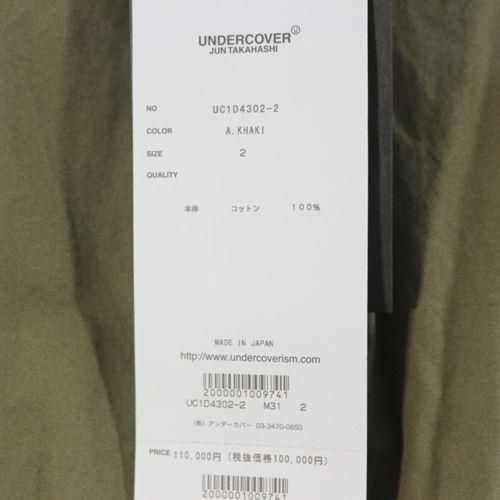 UNDERCOVER U
JUN TAKAHASHI
NO UC1D4302-2
COLOR A.KHAKI
SIZE 2
QUALITY
本体 コットン 100%
MADE IN JAPAN
http://www.undercoverism.com
2000001009741
UC1D4302-2 M31 2
(株) アンダーカバー 03-3470-0850
PRICE 110,000円 (税抜価格100,000円)
2000001009741